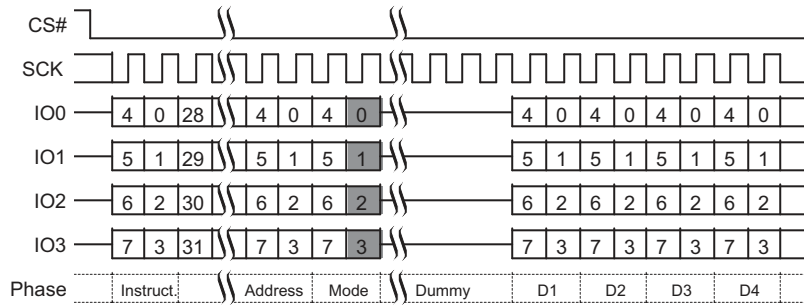 CS#
SCK
IO0 4 0 28 4 0 4 0 4 0 4 0 4 0 4 0
IO1 5 1 29 5 1 5 1 5 1 5 1 5 1 5 1
IO2 6 2 30 6 2 6 2 6 2 6 2 6 2 6 2
IO3 7 3 31 7 3 7 3 7 3 7 3 7 3 7 3
Phase Instruct. Address Mode Dummy D1 D2 D3 D4